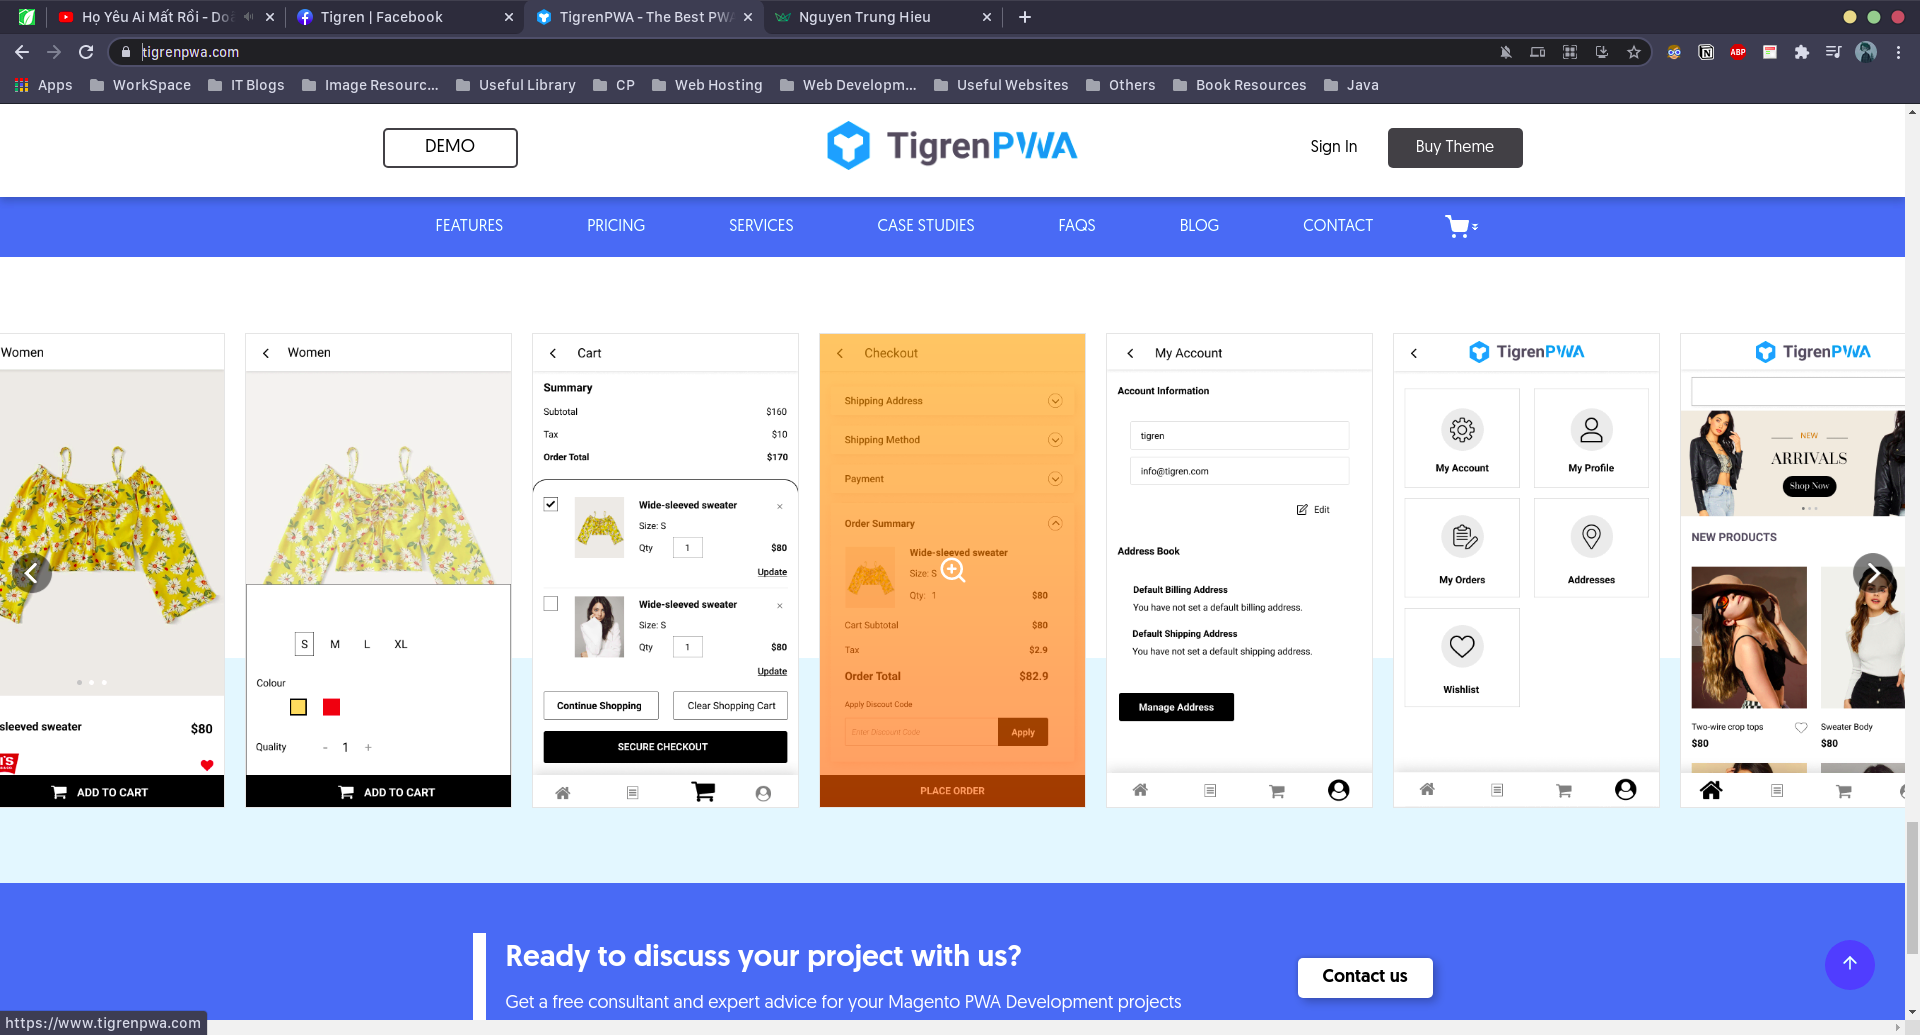 Họ Yêu Ai Mất Rồi - Doà
Tigren | Facebook
TigrenPWA - The Best PWA
Nguyen Trung Hieu
tigrenpwa.com
ABP
Apps
WorkSpace
IT Blogs
Image Resourc...
Useful Library
CP
Web Hosting
Web Developm...
Useful Websites
Others
Book Resources
Java
DEMO
TigrenPWA
Sign In
Buy Theme
FEATURES
PRICING
SERVICES
CASE STUDIES
FAQS
BLOG
CONTACT
Women
sleeved sweater
$80
ADD TO CART
Women
S M L XL
Colour
Quality - 1 +
ADD TO CART
Cart
Summary
Subtotal $160
Tax $10
Order Total $170
Wide-sleeved sweater ×
Size: S
Qty 1 $80
Update
Wide-sleeved sweater ×
Size: S
Qty 1 $80
Update
Continue Shopping
Clear Shopping Cart
SECURE CHECKOUT
Checkout
Shipping Address
Shipping Method
Payment
Order Summary
Wide-sleeved sweater
Size: S
Qty: 1 $80
Cart Subtotal $80
Tax $2.9
Order Total $82.9
Apply Discout Code
Enter Discount Code
Apply
PLACE ORDER
My Account
Account Information
tigren
info@tigren.com
Edit
Address Book
Default Billing Address
You have not set a default billing address.
Default Shipping Address
You have not set a default shipping address.
Manage Address
TigrenPWA
My Account
My Profile
My Orders
Addresses
Wishlist
TigrenPWA
NEW
ARRIVALS
Shop Now
NEW PRODUCTS
Two-wire crop tops
$80
Sweater Body
$80
Ready to discuss your project with us?
Get a free consultant and expert advice for your Magento PWA Development projects
Contact us
https://www.tigrenpwa.com